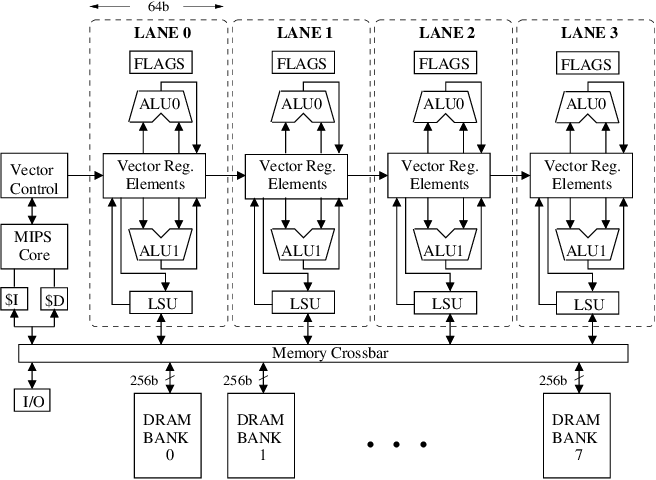 64b
LANE 0
LANE 1
LANE 2
LANE 3
FLAGS
FLAGS
FLAGS
FLAGS
ALU0
ALU0
ALU0
ALU0
Vector
Control
Vector Reg.
Elements
Vector Reg.
Elements
Vector Reg.
Elements
Vector Reg.
Elements
MIPS
Core
ALU1
ALU1
ALU1
ALU1
$I
$D
LSU
LSU
LSU
LSU
Memory Crossbar
I/O
256b
256b
256b
DRAM
BANK
0
DRAM
BANK
1
• • •
DRAM
BANK
7